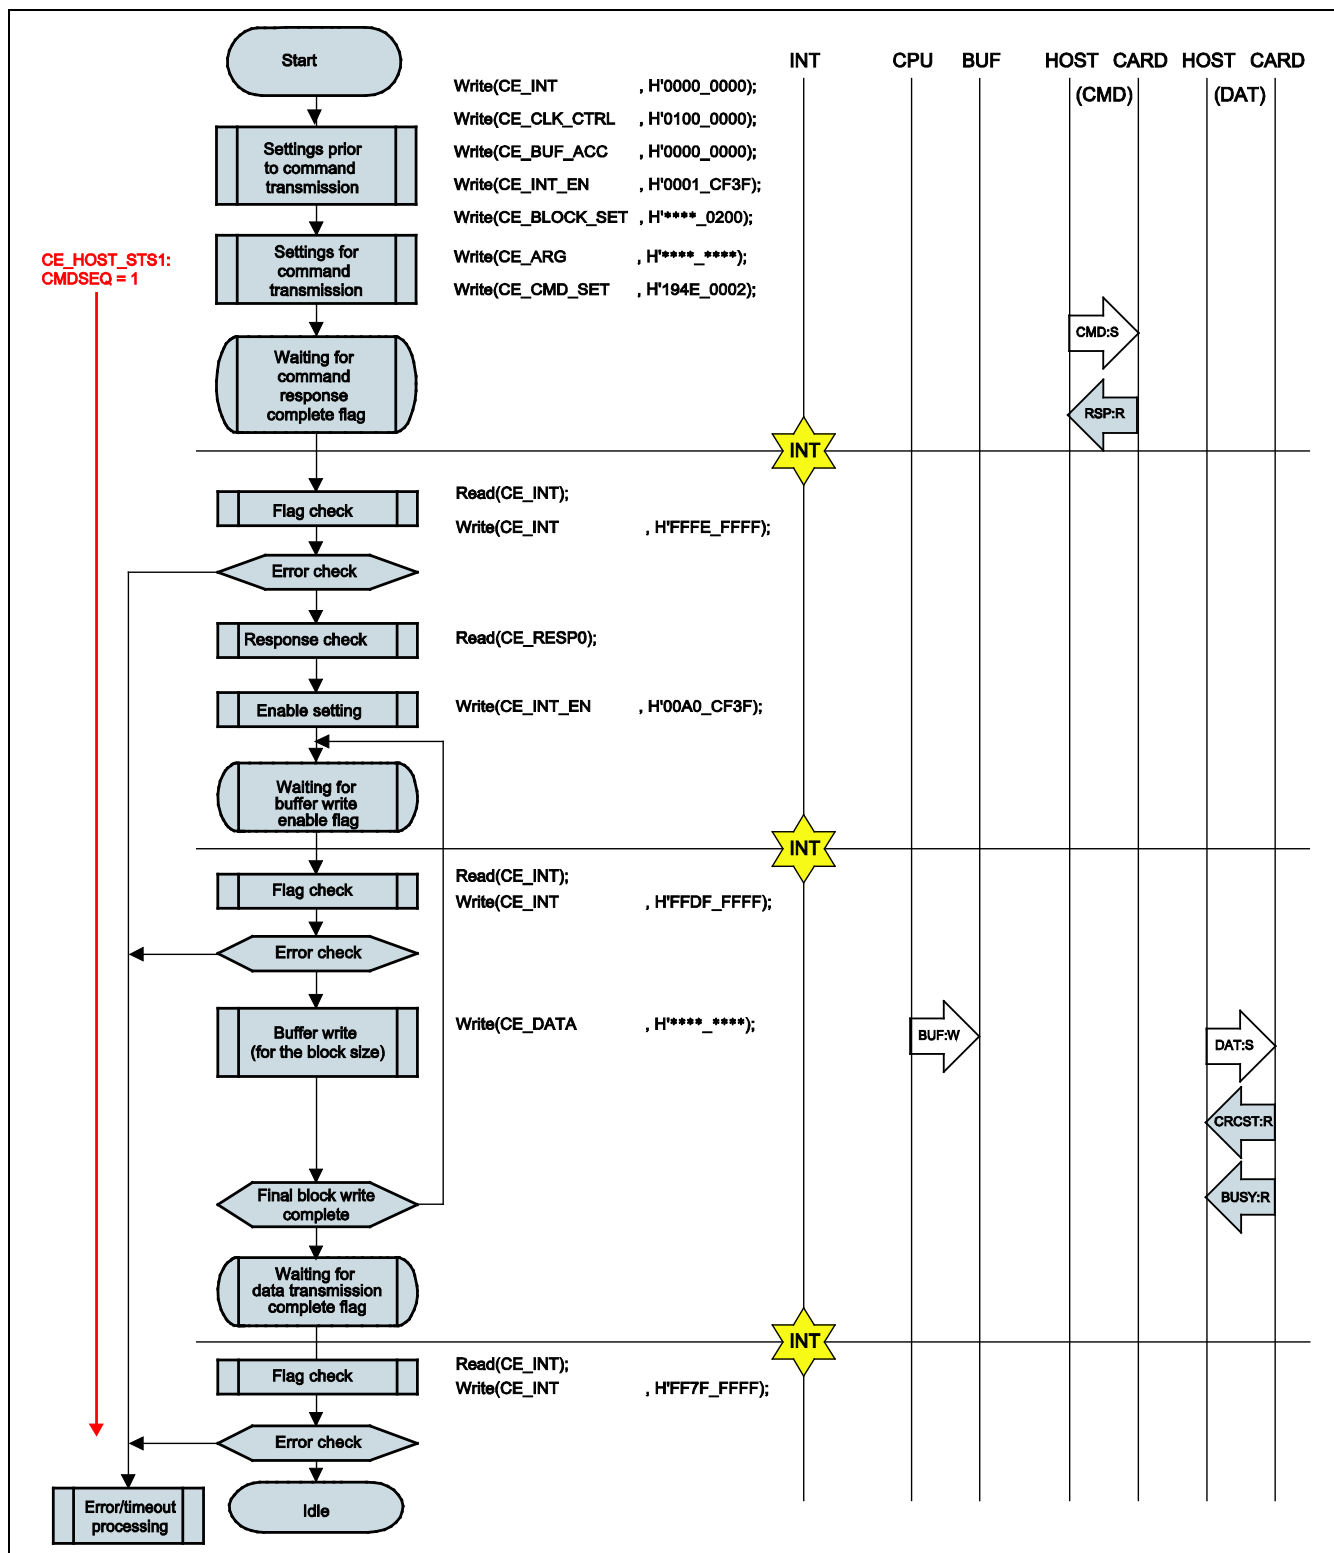 Start
INT CPU BUF HOST CARD HOST CARD
(CMD) (DAT)
Write(CE_INT , H'0000_0000);
Write(CE_CLK_CTRL , H'0100_0000);
Settings prior
to command
transmission
Write(CE_BUF_ACC , H'0000_0000);
Write(CE_INT_EN , H'0001_CF3F);
Write(CE_BLOCK_SET , H'****_0200);
CE_HOST_STS1:
CMDSEQ = 1
Settings for
command
transmission
Write(CE_ARG , H'****_****);
Write(CE_CMD_SET , H'194E_0002);
CMD:S
Waiting for
command
response
complete flag
RSP:R
INT
Flag check
Read(CE_INT);
Write(CE_INT , H'FFFE_FFFF);
Error check
Response check
Read(CE_RESP0);
Enable setting
Write(CE_INT_EN , H'00A0_CF3F);
Waiting for
buffer write
enable flag
INT
Flag check
Read(CE_INT);
Write(CE_INT , H'FFDF_FFFF);
Error check
Buffer write
(for the block size)
Write(CE_DATA , H'****_****);
BUF:W
DAT:S
CRCST:R
BUSY:R
Final block write
complete
Waiting for
data transmission
complete flag
INT
Flag check
Read(CE_INT);
Write(CE_INT , H'FF7F_FFFF);
Error check
Error/timeout
processing
Idle